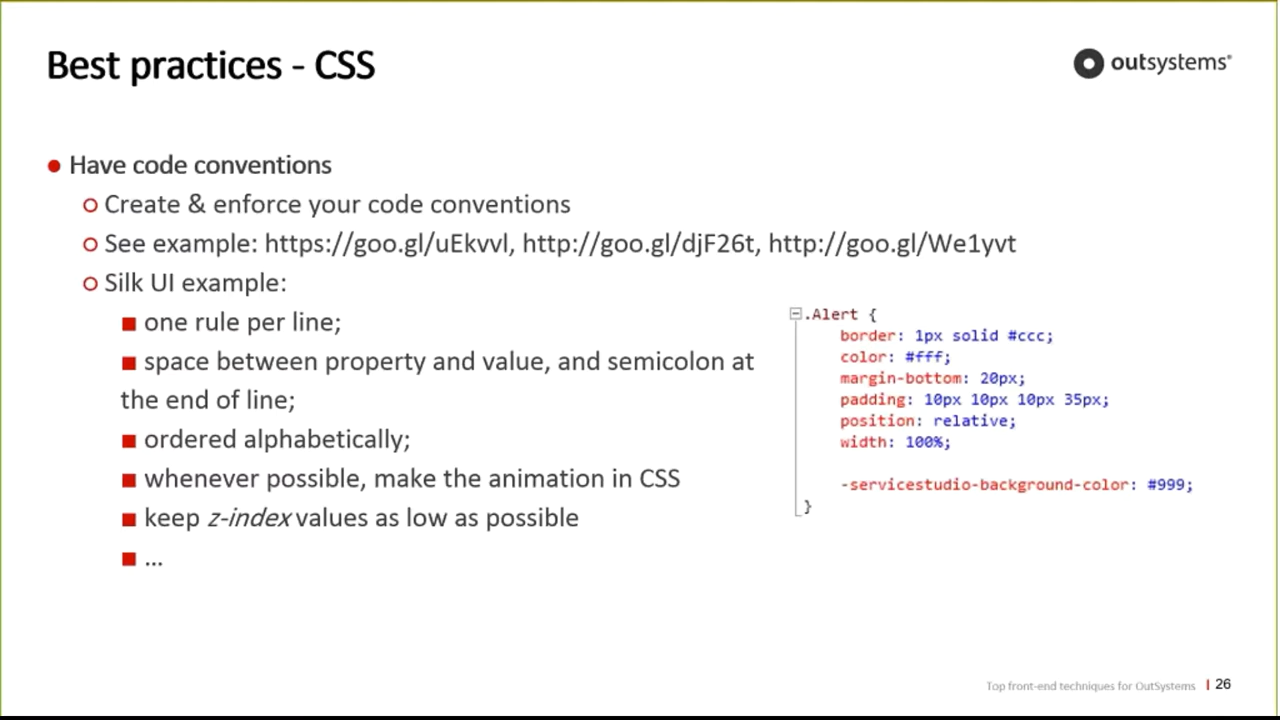 Best practices - CSS
outsystems®
Have code conventions
Create & enforce your code conventions
See example: https://goo.gl/uEkvvl, http://goo.gl/djF26t, http://goo.gl/We1yvt
Silk UI example:
one rule per line;
space between property and value, and semicolon at
the end of line;
ordered alphabetically;
whenever possible, make the animation in CSS
keep z-index values as low as possible
...
.Alert {
border: 1px solid #ccc;
color: #fff;
margin-bottom: 20px;
padding: 10px 10px 10px 35px;
position: relative;
width: 100%;
-servicestudio-background-color: #999;
}
Top front-end techniques for OutSystems | 26